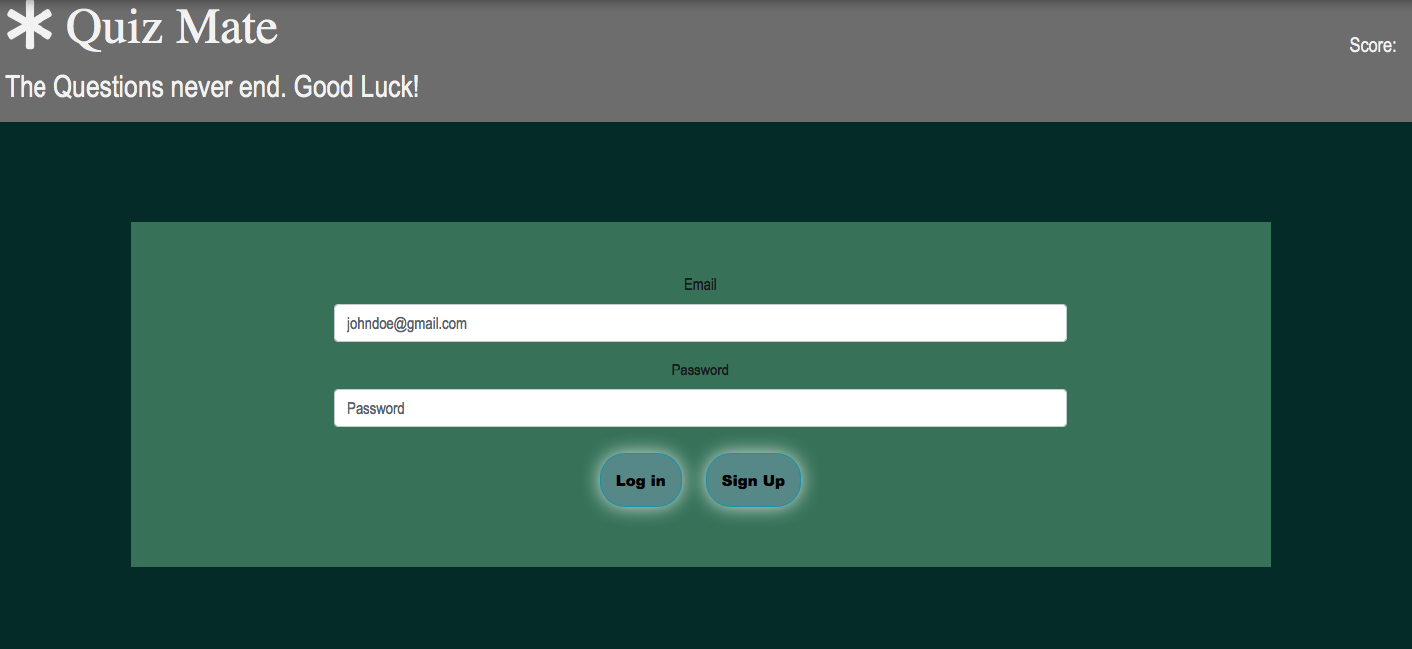 Quiz Mate
Score:
The Questions never end. Good Luck!
Email
johndoe@gmail.com
Password
Password
Log in
Sign Up